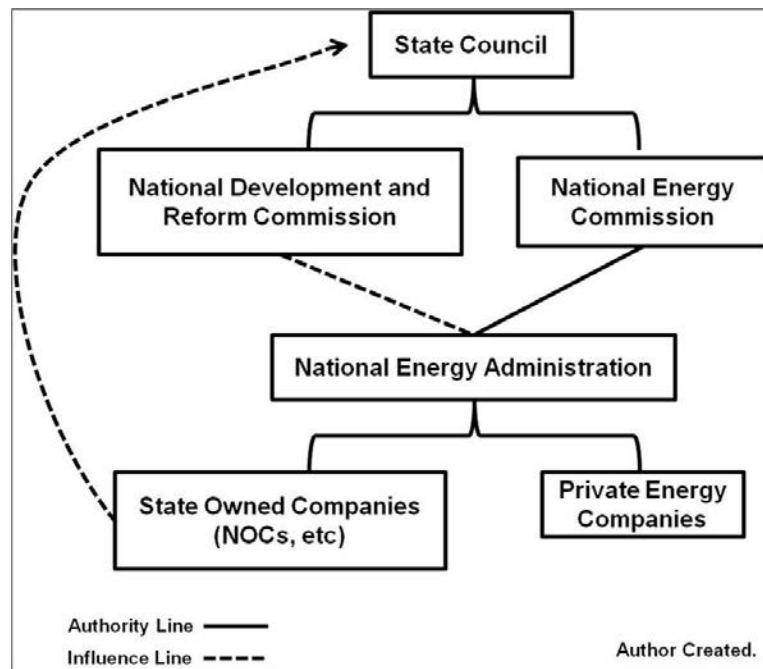 State Council
National Development and
Reform Commission
National Energy
Commission
National Energy Administration
State Owned Companies
(NOCs, etc)
Private Energy
Companies
Authority Line
Influence Line
Author Created.